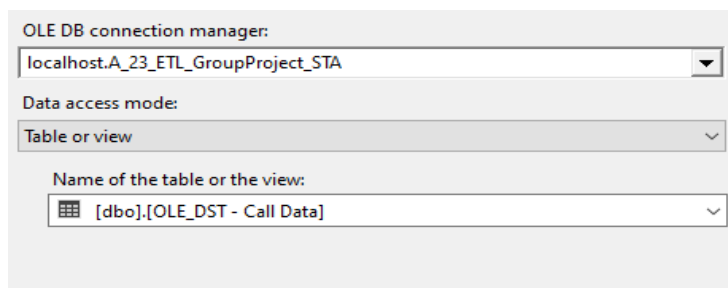 OLE DB connection manager:
localhost.A_23_ETL_GroupProject_STA
Data access mode:
Table or view
Name of the table or the view:
[dbo].[OLE_DST - Call Data]